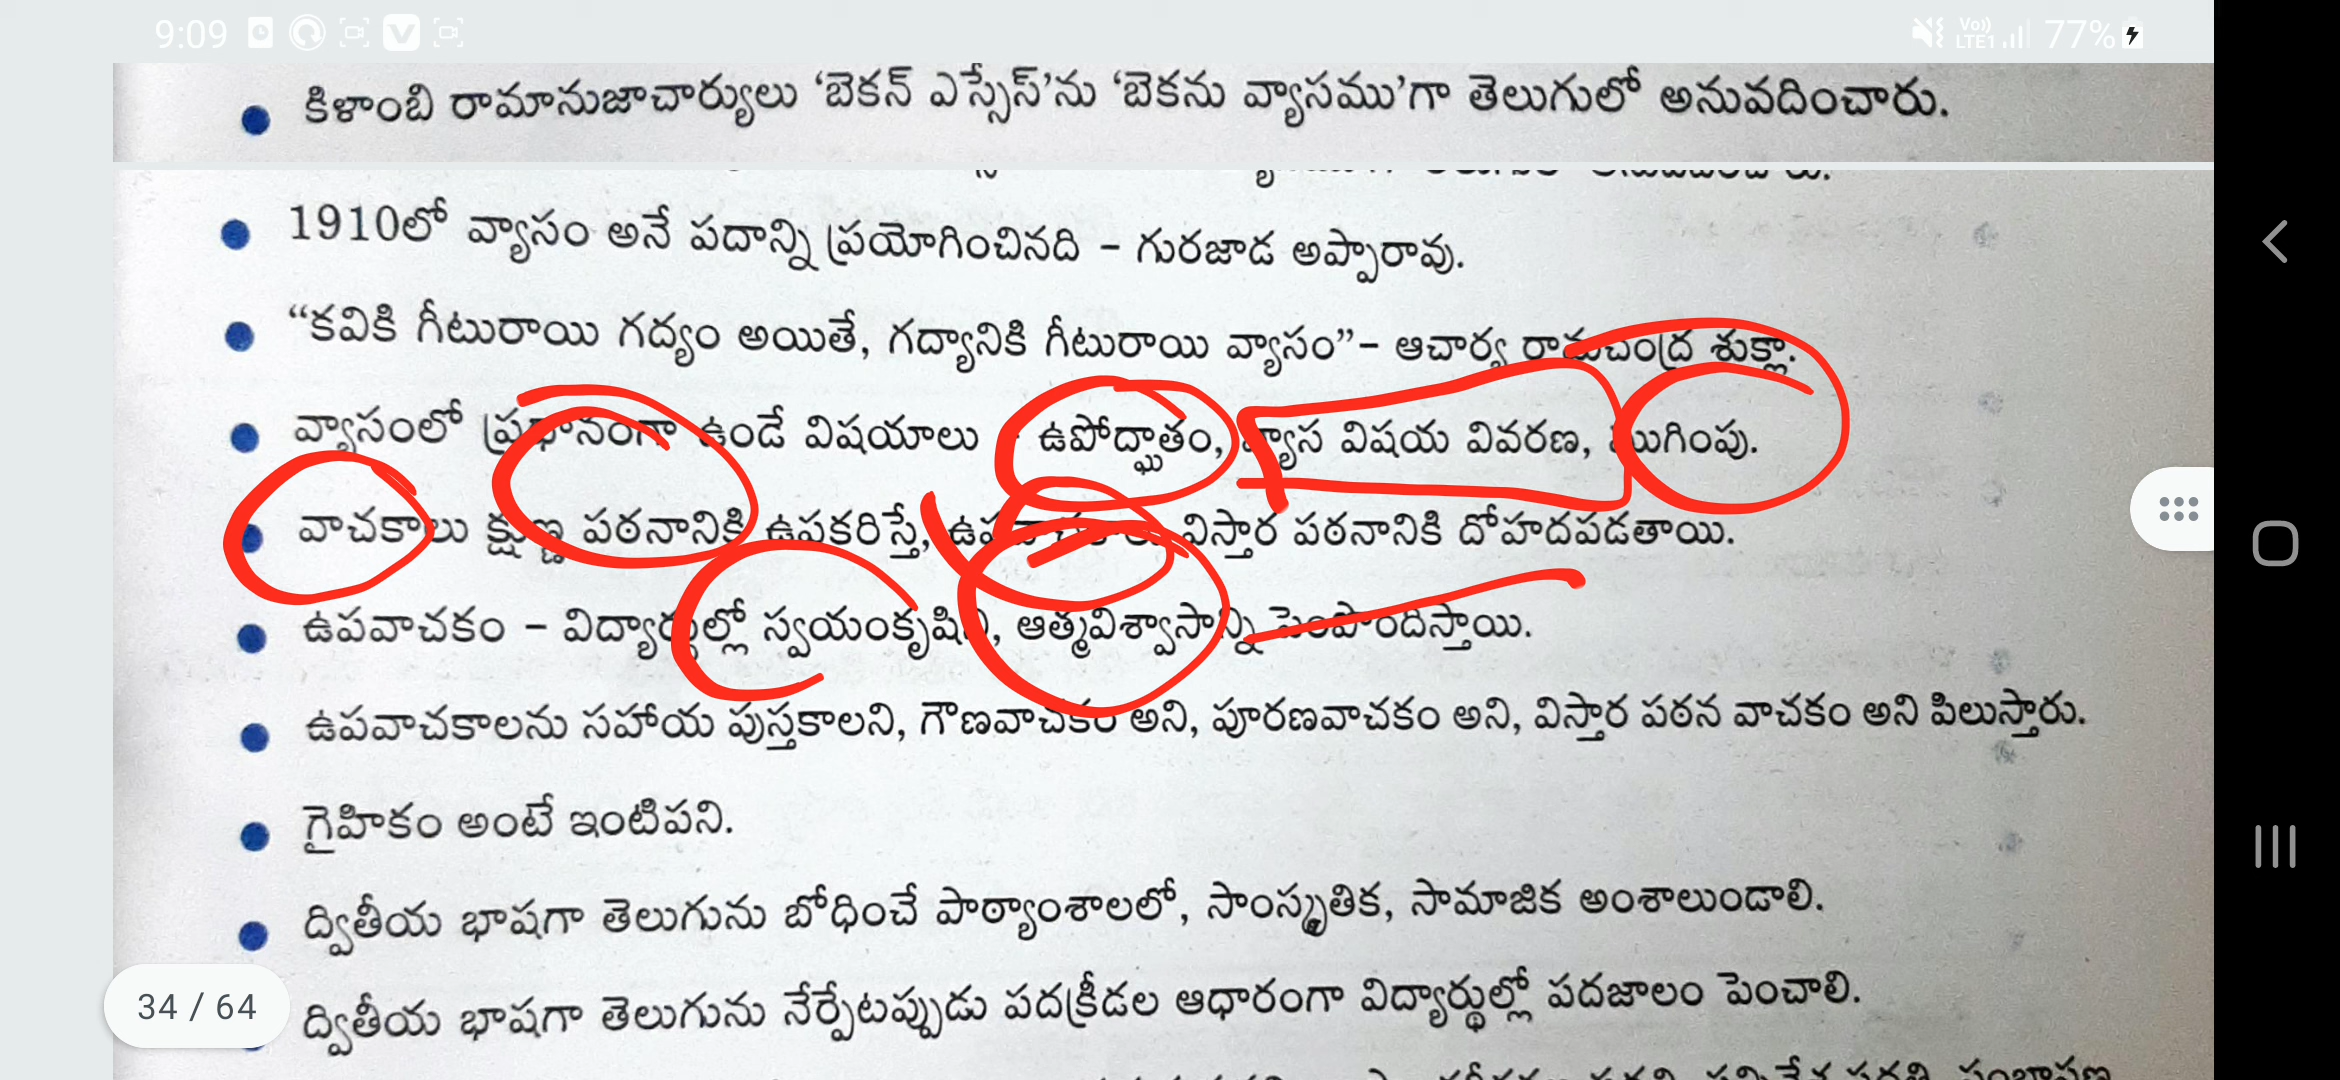 9:09
Vo)) LTE1 77%
కిళాంబి రామానుజాచార్యులు ‘బెకన్ ఎస్సేస్’ను ‘బెకను వ్యాసము’గా తెలుగులో అనువదించారు.
1910లో వ్యాసం అనే పదాన్ని ప్రయోగించినది – గురజాడ అప్పారావు.
“కవికి గీటురాయి గద్యం అయితే, గద్యానికి గీటురాయి వ్యాసం”– ఆచార్య రామచంద్ర శుక్లా.
వ్యాసంలో ప్రధానంగా ఉండే విషయాలు - ఉపోద్ఘాతం, వ్యాస విషయ వివరణ, ముగింపు.
వాచకాలు క్షుణ్ణ పఠనానికి ఉపకరిస్తే, ఉపవాచకాలు విస్తార పఠనానికి దోహదపడతాయి.
ఉపవాచకం – విద్యార్థుల్లో స్వయంకృషిని, ఆత్మవిశ్వాసాన్ని పెంపొందిస్తాయి.
ఉపవాచకాలను సహాయ పుస్తకాలని, గౌణవాచకం అని, పూరణవాచకం అని, విస్తార పఠన వాచకం అని పిలుస్తారు.
గైహికం అంటే ఇంటిపని.
ద్వితీయ భాషగా తెలుగును బోధించే పాఠ్యాంశాలలో, సాంస్కృతిక, సామాజిక అంశాలుండాలి.
34 / 64
ద్వితీయ భాషగా తెలుగును నేర్పేటప్పుడు పదక్రీడల ఆధారంగా విద్యార్థుల్లో పదజాలం పెంచాలి.